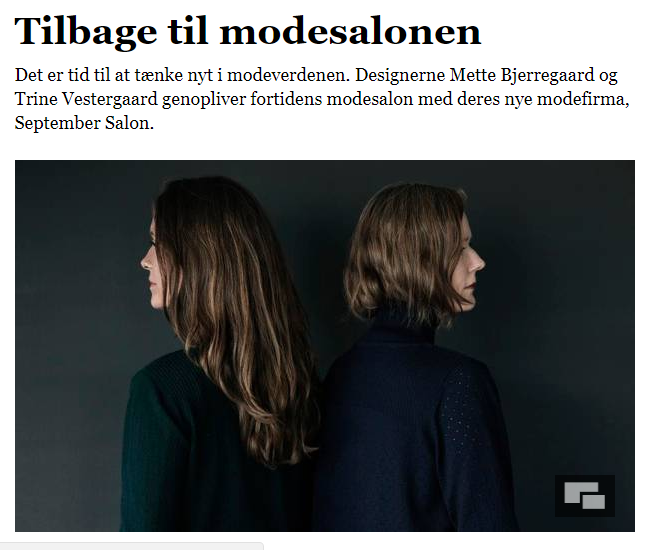 Tilbage til modesalonen
Det er tid til at tænke nyt i modeverdenen. Designerne Mette Bjerregaard og
Trine Vestergaard genopliver fortidens modesalon med deres nye modefirma,
September Salon.